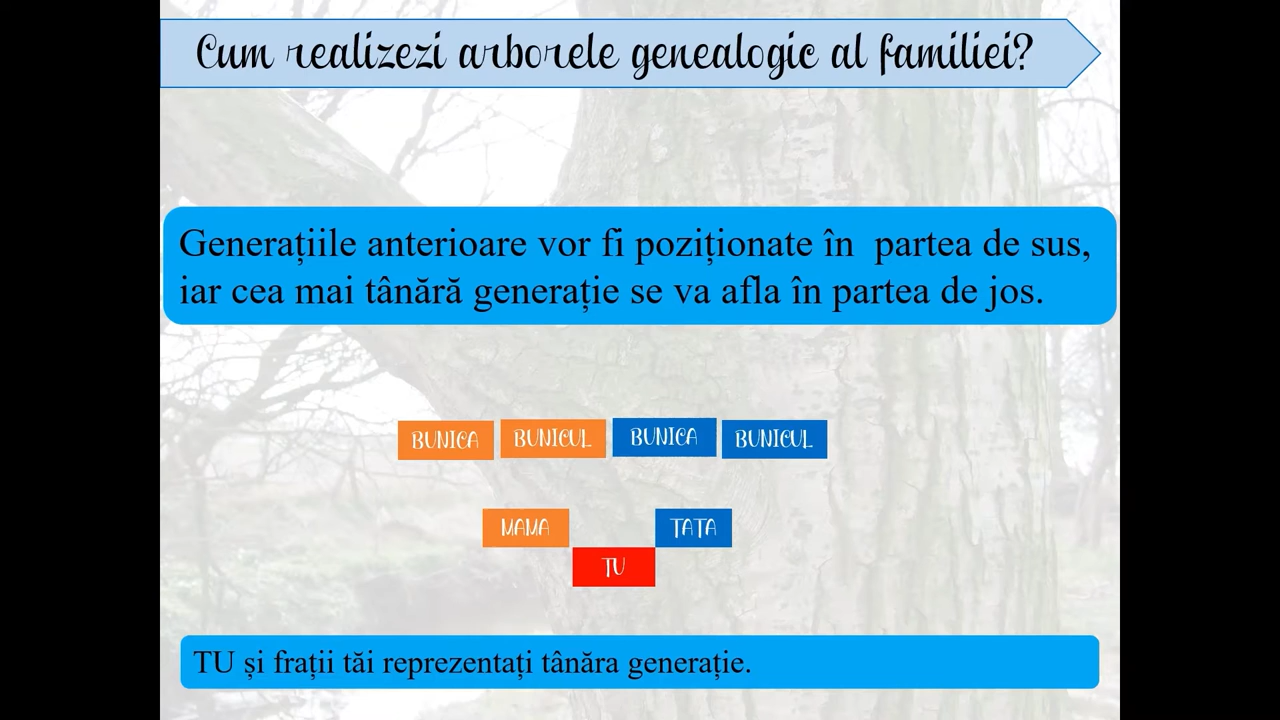 Cum realizezi arborele genealogic al familiei?
Generațiile anterioare vor fi poziționate în partea de sus,
iar cea mai tânără generație se va afla în partea de jos.
BUNICA BUNICUL BUNICA BUNICUL
MAMA TATA
TU
TU și frații tăi reprezentați tânăra generație.